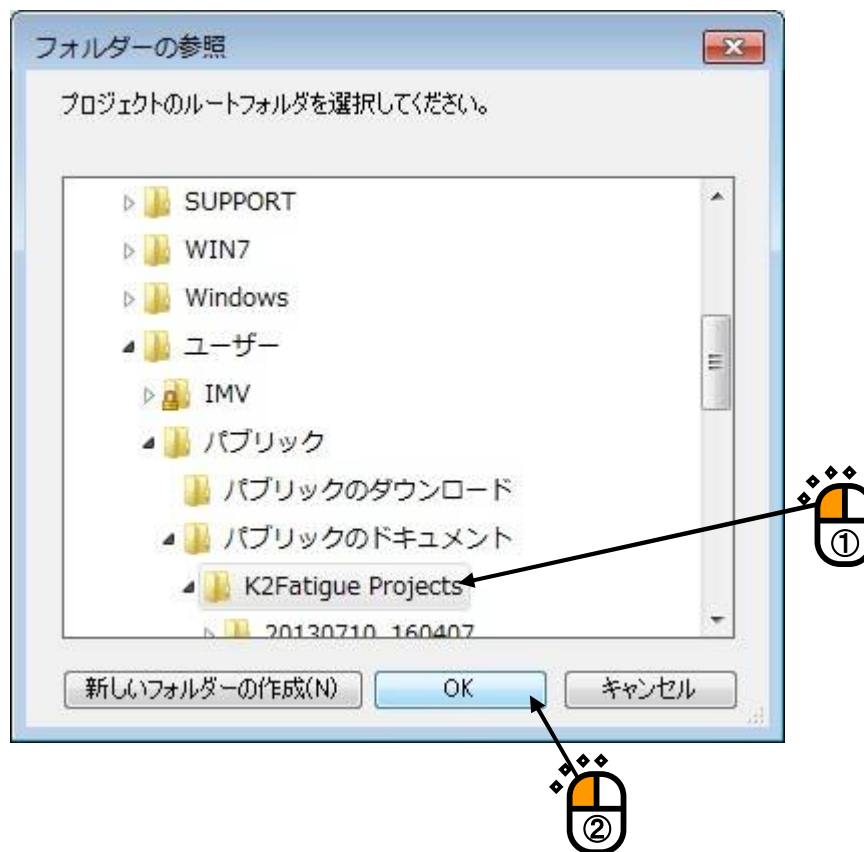 フォルダーの参照
プロジェクトのルートフォルダを選択してください。
SUPPORT
WIN7
Windows
ユーザー
IMV
パブリック
パブリックのダウンロード
パブリックのドキュメント
K2Fatigue Projects
20130710_160407
新しいフォルダーの作成(N) OK キャンセル
①
②